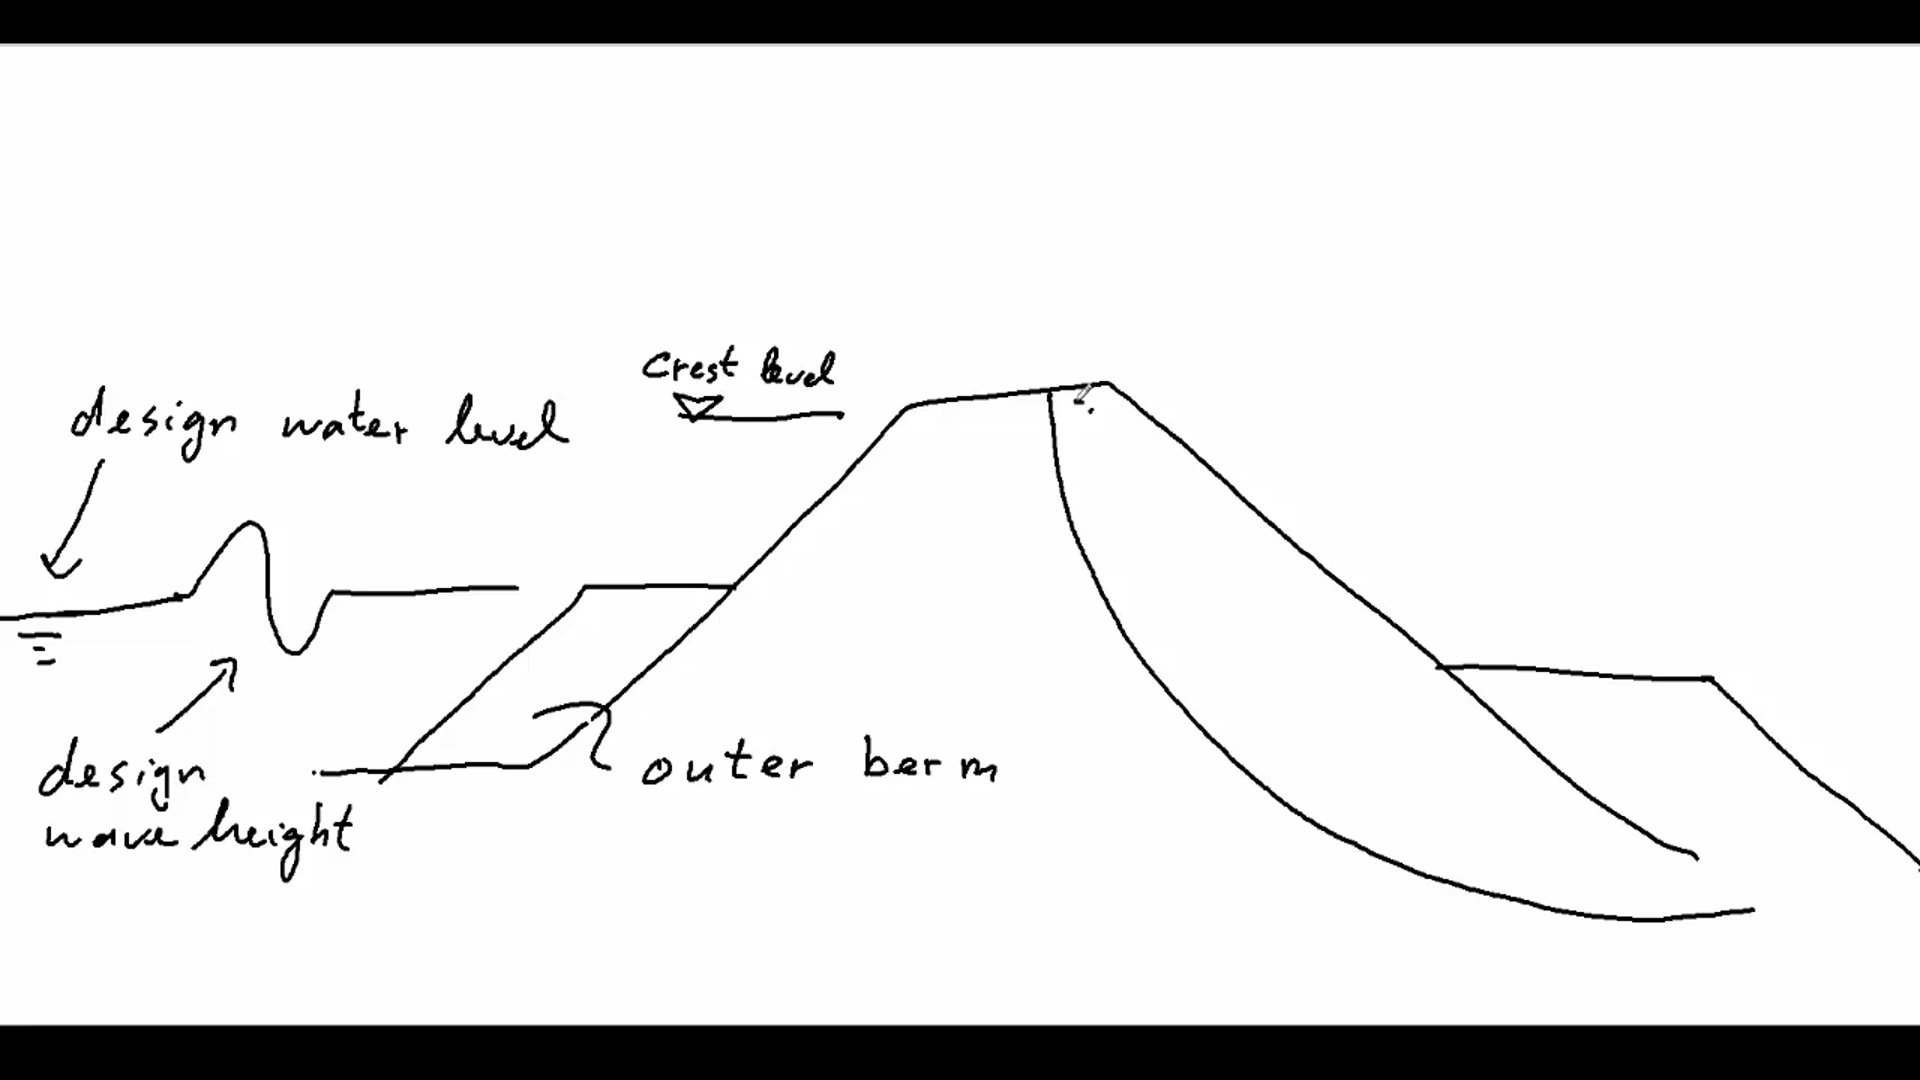 Crest level
design water level
outer berm
design
wave height